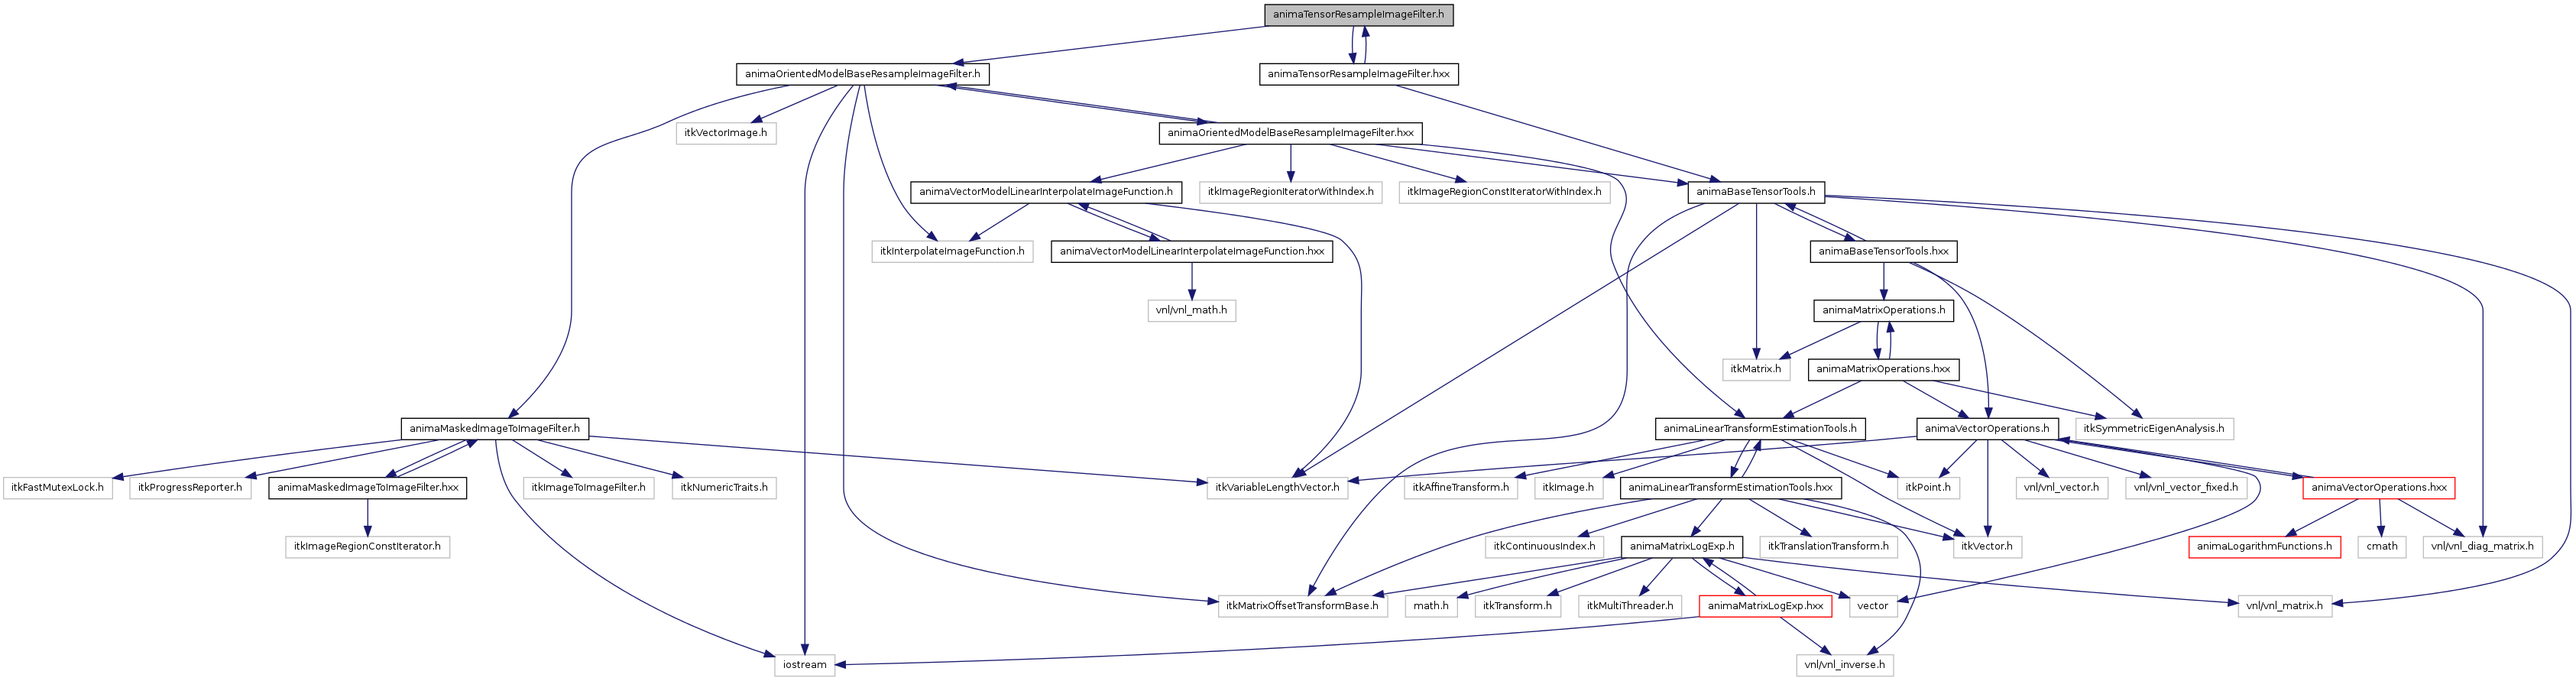 animaTensorResampleImageFilter.h
animaOrientedModelBaseResampleImageFilter.h
animaTensorResampleImageFilter.hxx
itkVectorImage.h
animaOrientedModelBaseResampleImageFilter.hxx
animaVectorModelLinearInterpolateImageFunction.h
itkImageRegionIteratorWithIndex.h
itkImageRegionConstIteratorWithIndex.h
animaBaseTensorTools.h
itkInterpolateImageFunction.h
animaVectorModelLinearInterpolateImageFunction.hxx
animaBaseTensorTools.hxx
vnl/vnl_math.h
animaMatrixOperations.h
itkMatrix.h
animaMatrixOperations.hxx
animaMaskedImageToImageFilter.h
animaLinearTransformEstimationTools.h
animaVectorOperations.h
itkSymmetricEigenAnalysis.h
itkFastMutexLock.h
itkProgressReporter.h
animaMaskedImageToImageFilter.hxx
itkImageToImageFilter.h
itkNumericTraits.h
itkVariableLengthVector.h
itkAffineTransform.h
itkImage.h
animaLinearTransformEstimationTools.hxx
itkPoint.h
vnl/vnl_vector.h
vnl/vnl_vector_fixed.h
animaVectorOperations.hxx
itkImageRegionConstIterator.h
itkContinuousIndex.h
animaMatrixLogExp.h
itkTranslationTransform.h
itkVector.h
animaLogarithmFunctions.h
cmath
vnl/vnl_diag_matrix.h
itkMatrixOffsetTransformBase.h
math.h
itkTransform.h
itkMultiThreader.h
animaMatrixLogExp.hxx
vector
vnl/vnl_matrix.h
iostream
vnl/vnl_inverse.h